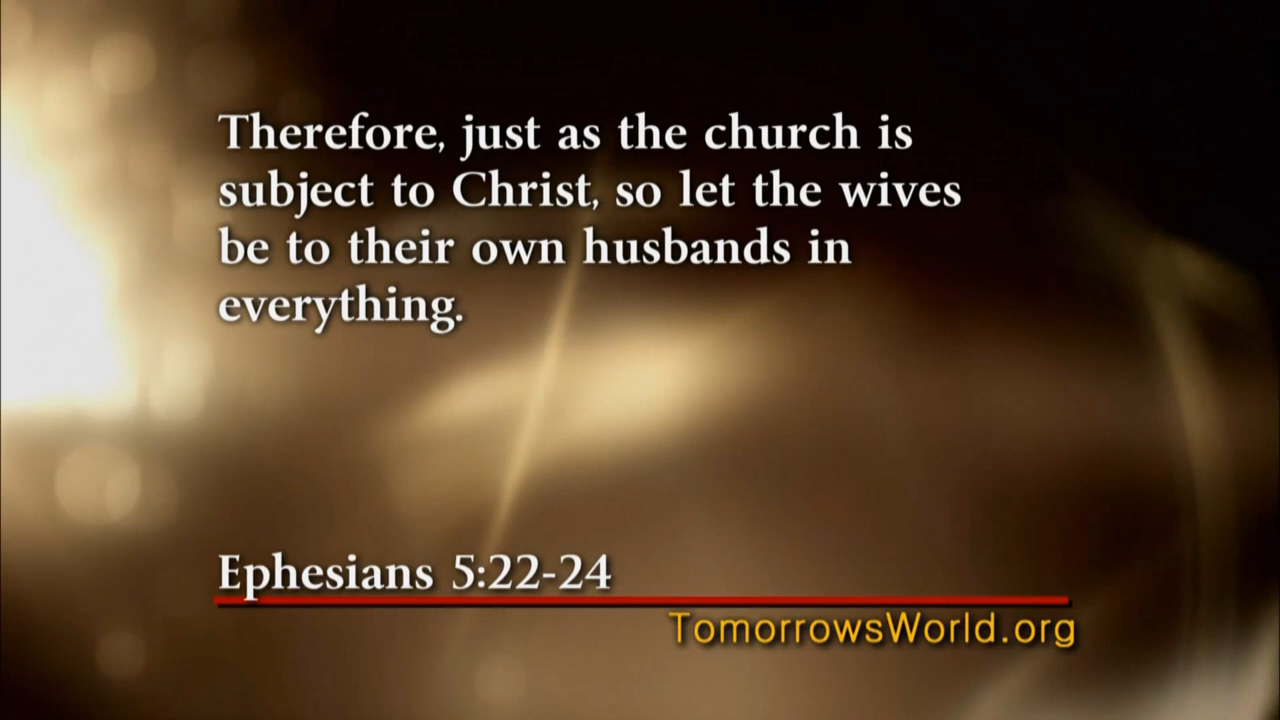 Therefore, just as the church is
subject to Christ, so let the wives
be to their own husbands in
everything.
Ephesians 5:22-24
TomorrowsWorld.org